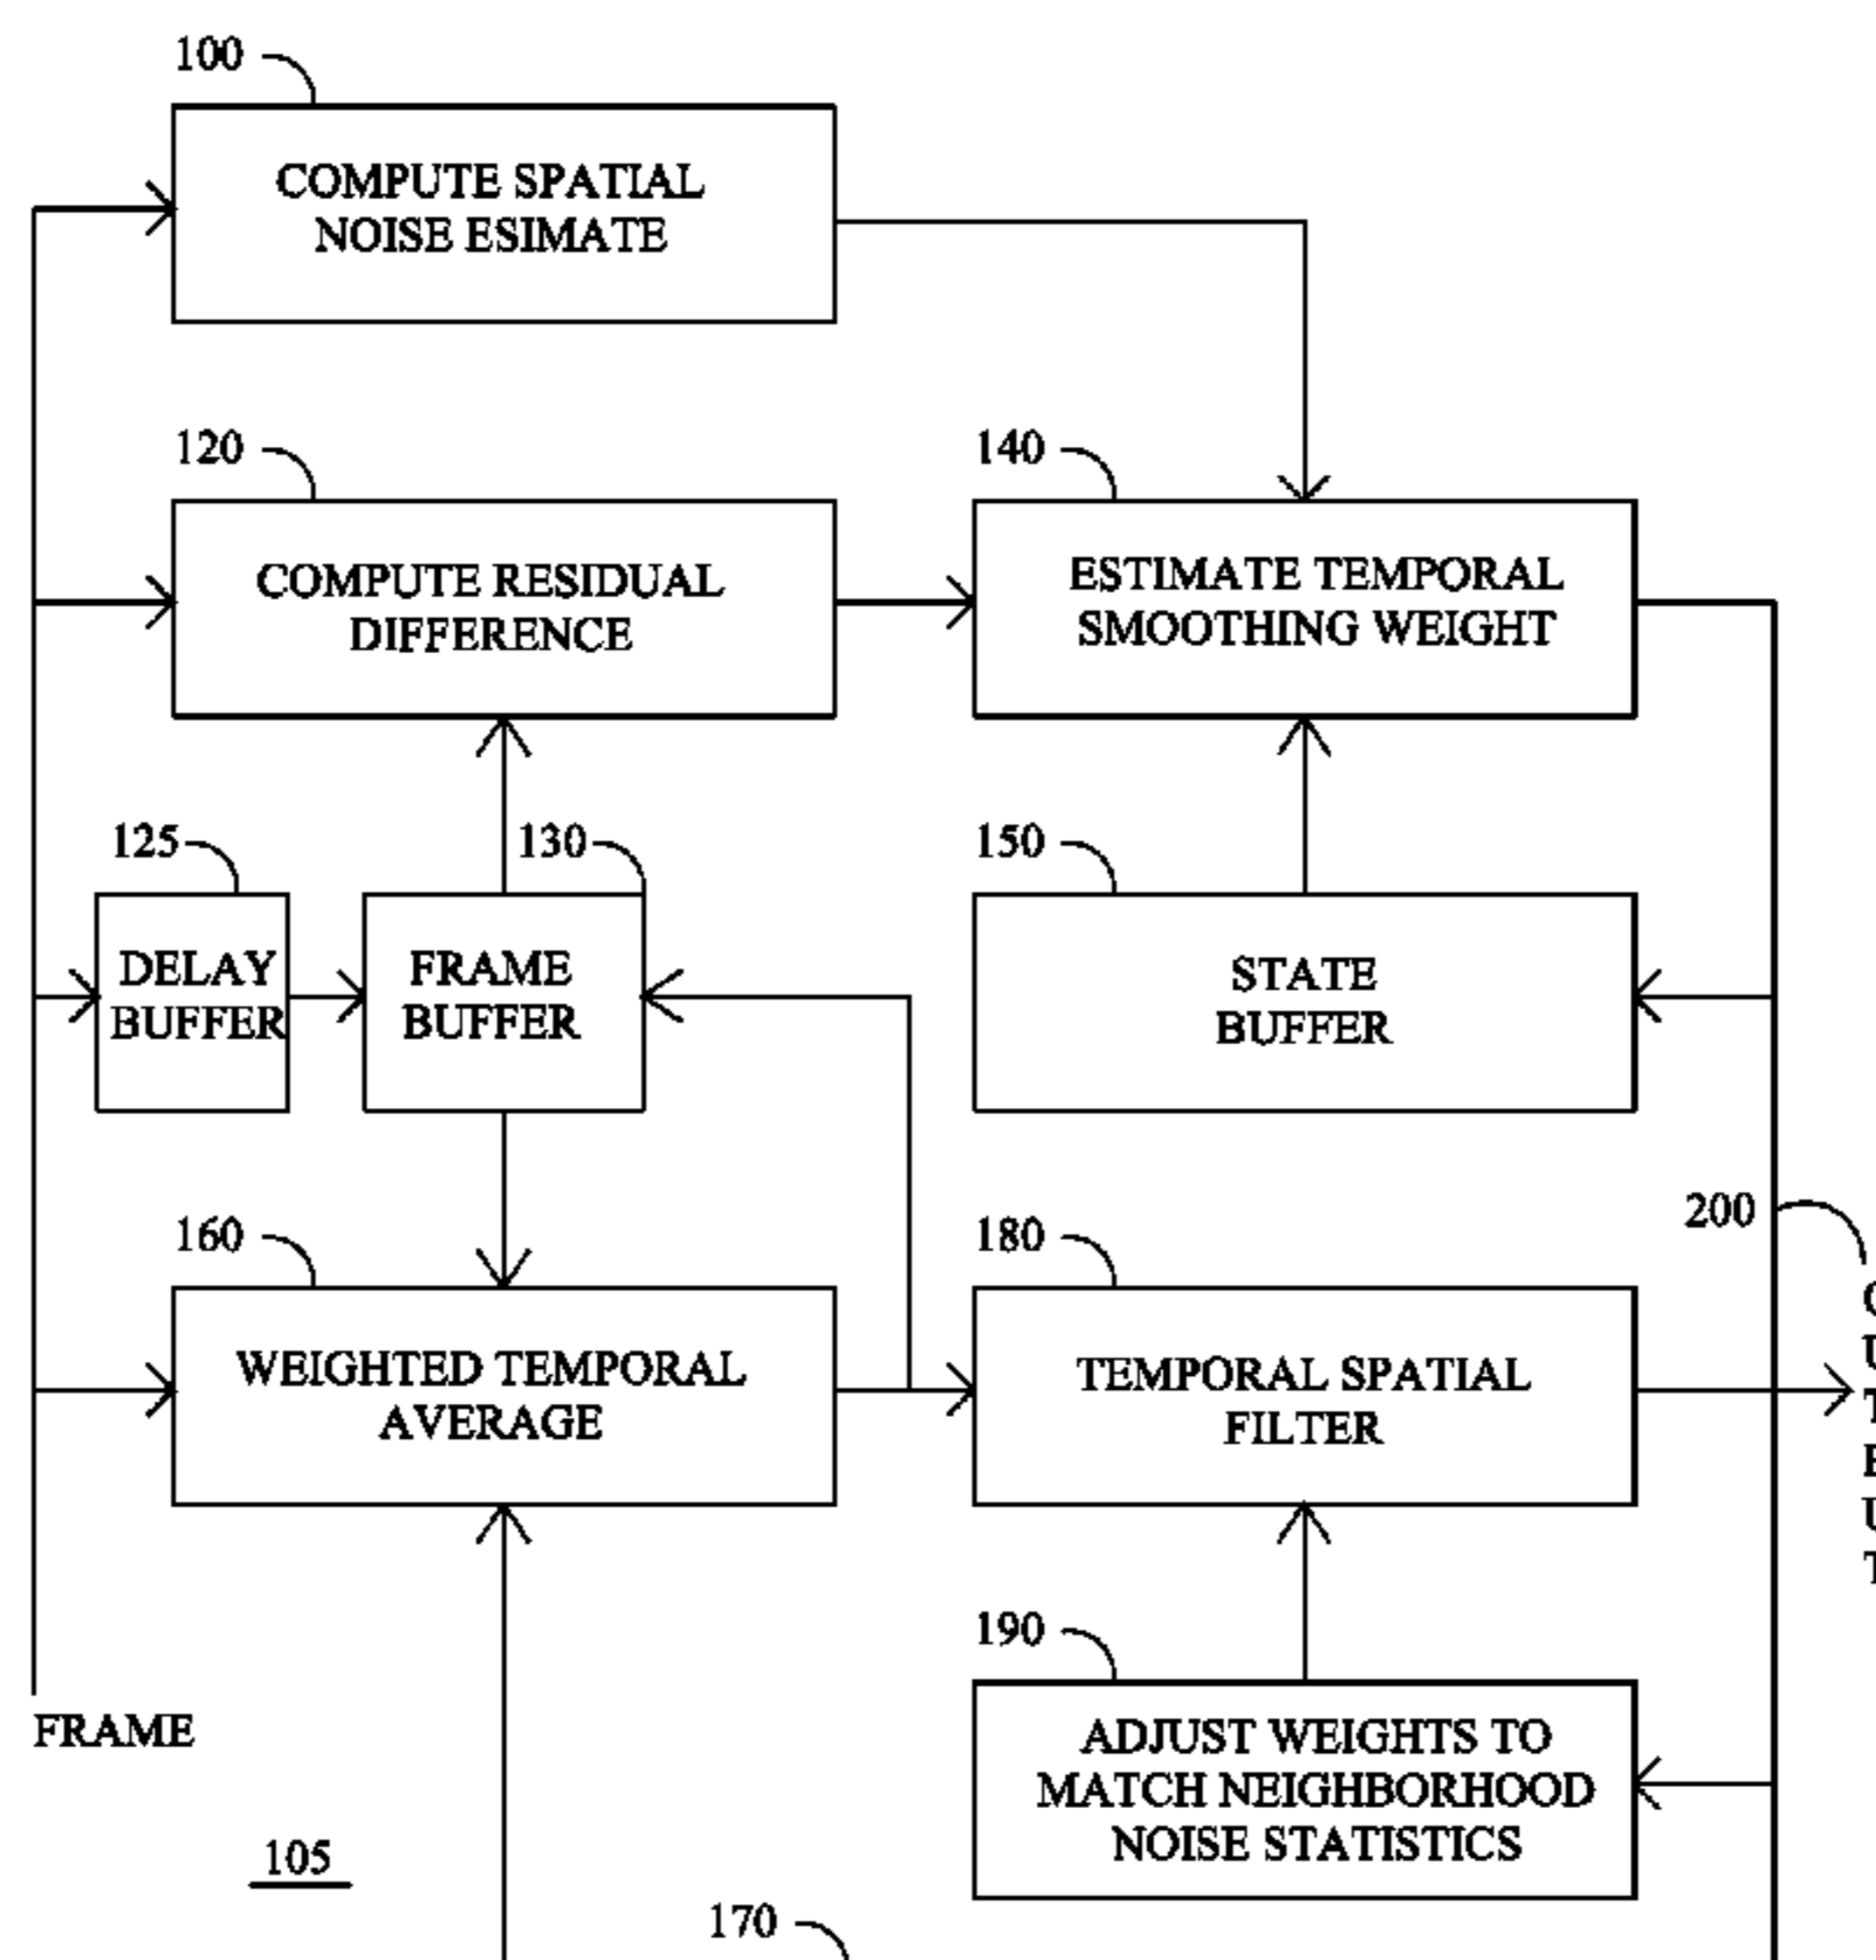 100
COMPUTE SPATIAL
NOISE ESIMATE
120
COMPUTE RESIDUAL
DIFFERENCE
140
ESTIMATE TEMPORAL
SMOOTHING WEIGHT
125
DELAY
BUFFER
130
FRAME
BUFFER
150
STATE
BUFFER
160
WEIGHTED TEMPORAL
AVERAGE
180
TEMPORAL SPATIAL
FILTER
200
190
ADJUST WEIGHTS TO
MATCH NEIGHBORHOOD
NOISE STATISTICS
FRAME
105
170